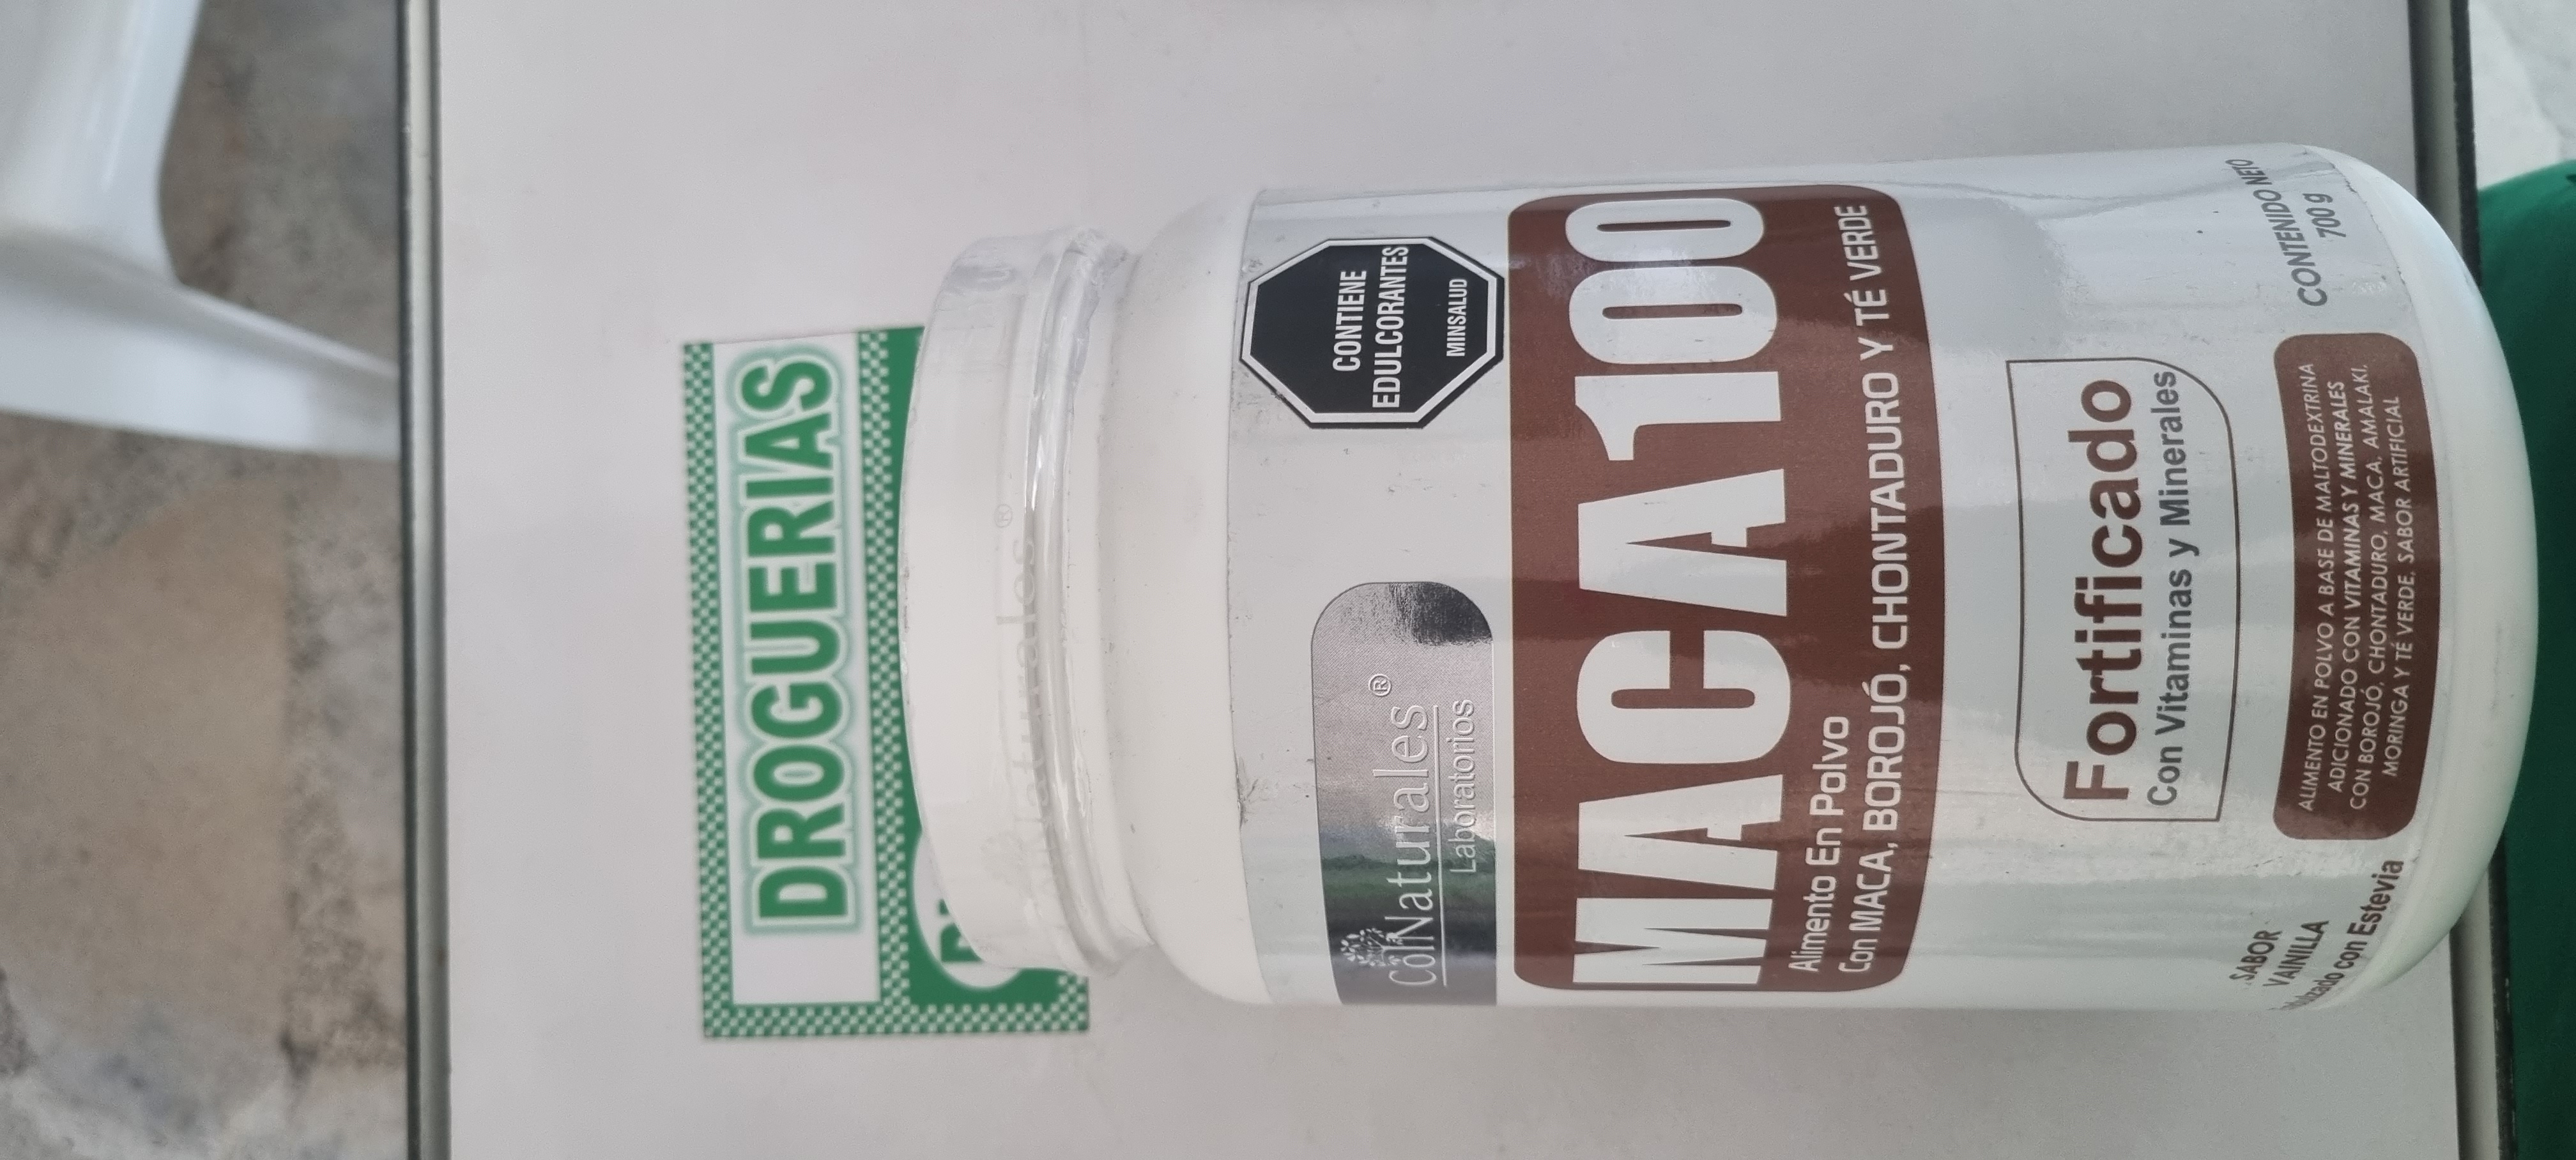 DROGUERIAS
CONTIENE
EDULCORANTES
MINSALUD
colNaturales®
Laboratorios
MACA100
Alimento En Polvo
Con MACA, BOROJÓ, CHONTADURO Y TÉ VERDE
Fortificado
Con Vitaminas y Minerales
ALIMENTO EN POLVO A BASE DE MALTODEXTRINA
ADICIONADO CON VITAMINAS Y MINERALES
CON BOROJÓ, CHONTADURO, MACA, AMALAKI,
MORINGA Y TÉ VERDE. SABOR ARTIFICIAL
CONTENIDO NETO
700 g
SABOR
VAINILLA
con Estevia